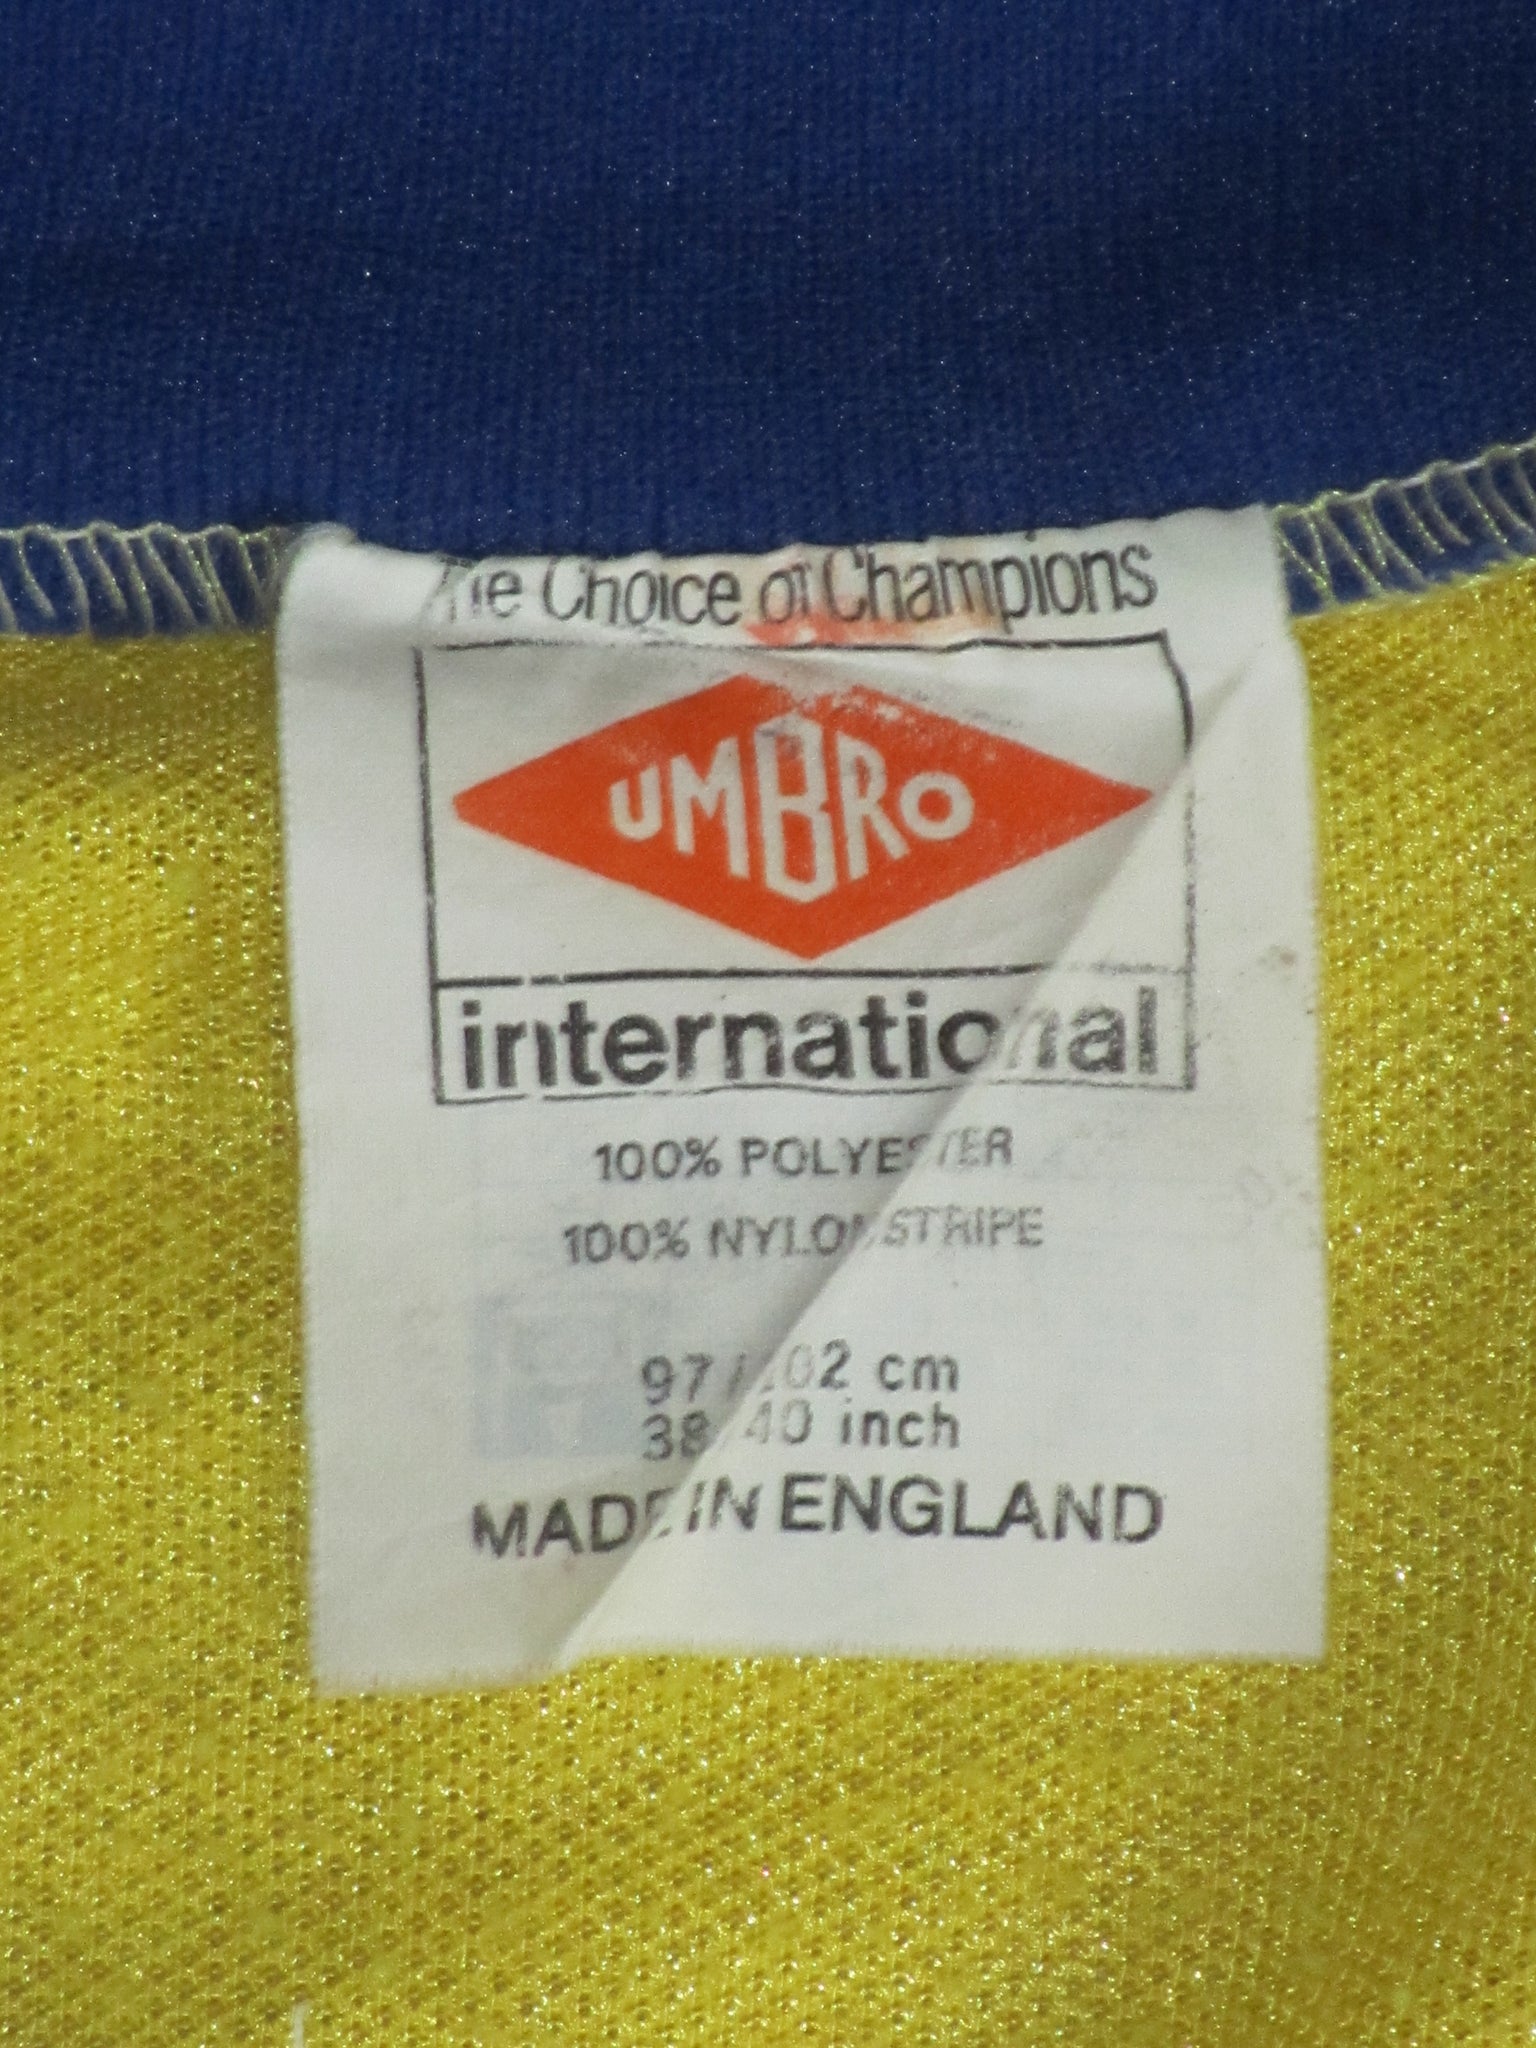 The Choice of Champions
UMBRO
international
100% POLYESTER
100% NYLON STRIPE
97/102 cm
38/40 inch
MADE IN ENGLAND